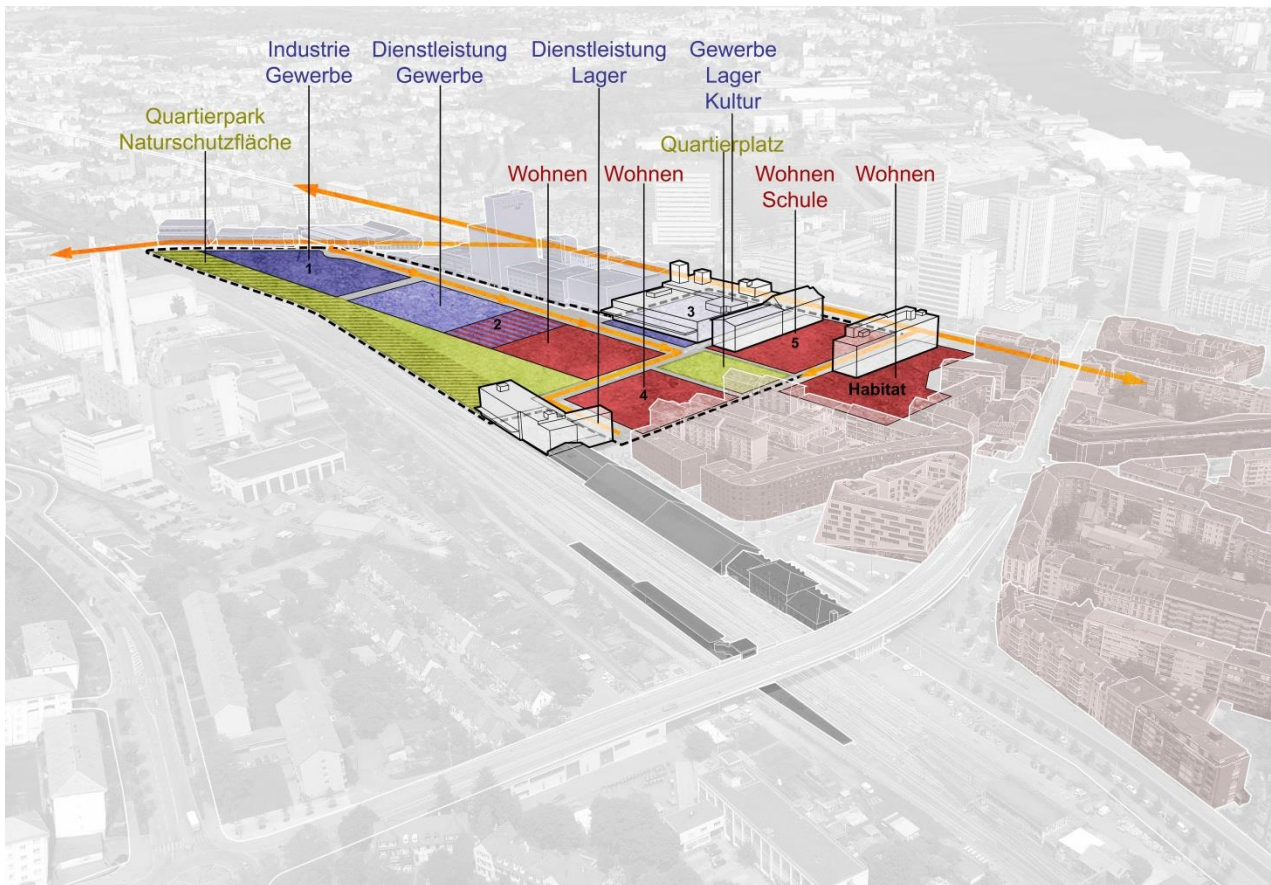 Industrie
Gewerbe
Dienstleistung
Gewerbe
Dienstleistung
Lager
Gewerbe
Lager
Kultur
Quartierpark
Naturschutzfläche
Quartierplatz
Wohnen
Wohnen
Wohnen
Schule
Wohnen
1
2
3
4
5
Habitat